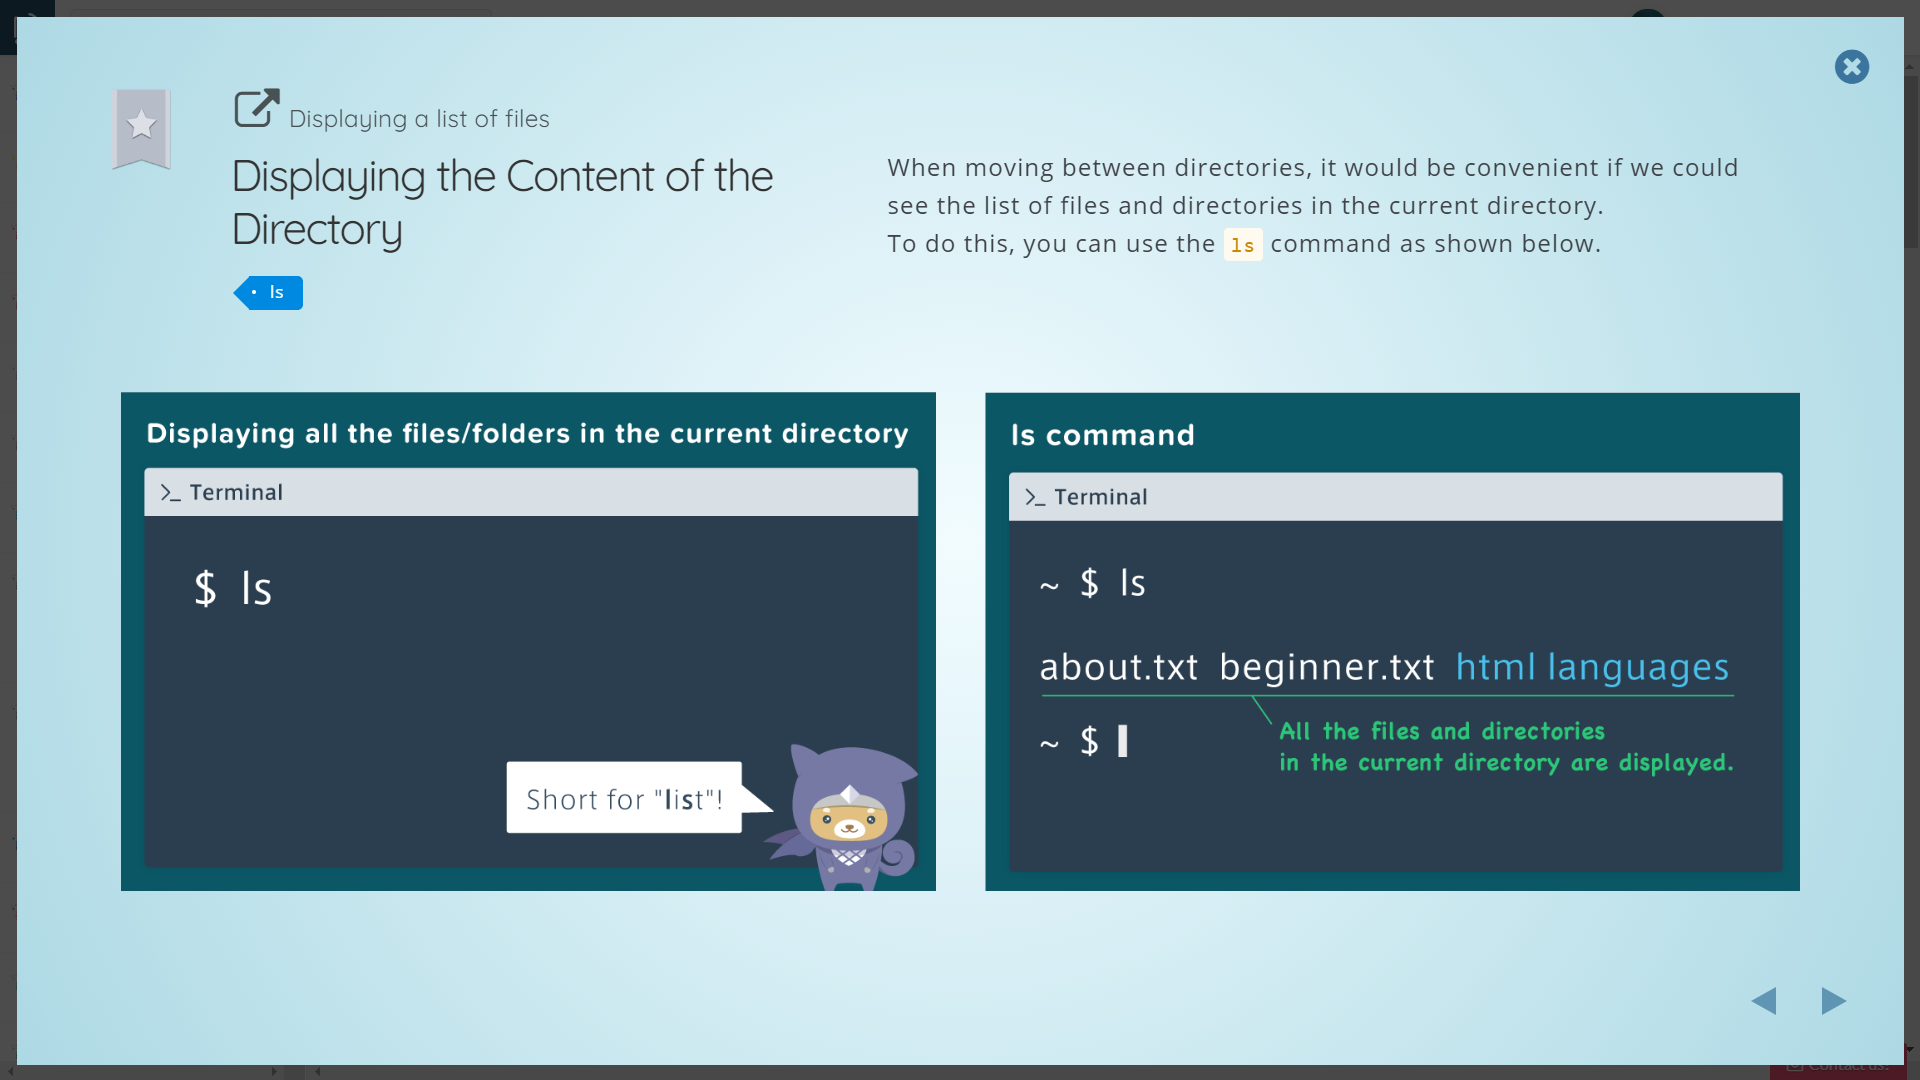 Displaying a list of files
Displaying the Content of the
Directory
ls
When moving between directories, it would be convenient if we could
see the list of files and directories in the current directory.
To do this, you can use the ls command as shown below.
Displaying all the files/folders in the current directory
>_ Terminal
$ ls
Short for "list"!
ls command
>_ Terminal
~ $ ls
about.txt beginner.txt html languages
~ $
All the files and directories
in the current directory are displayed.
Contact us!